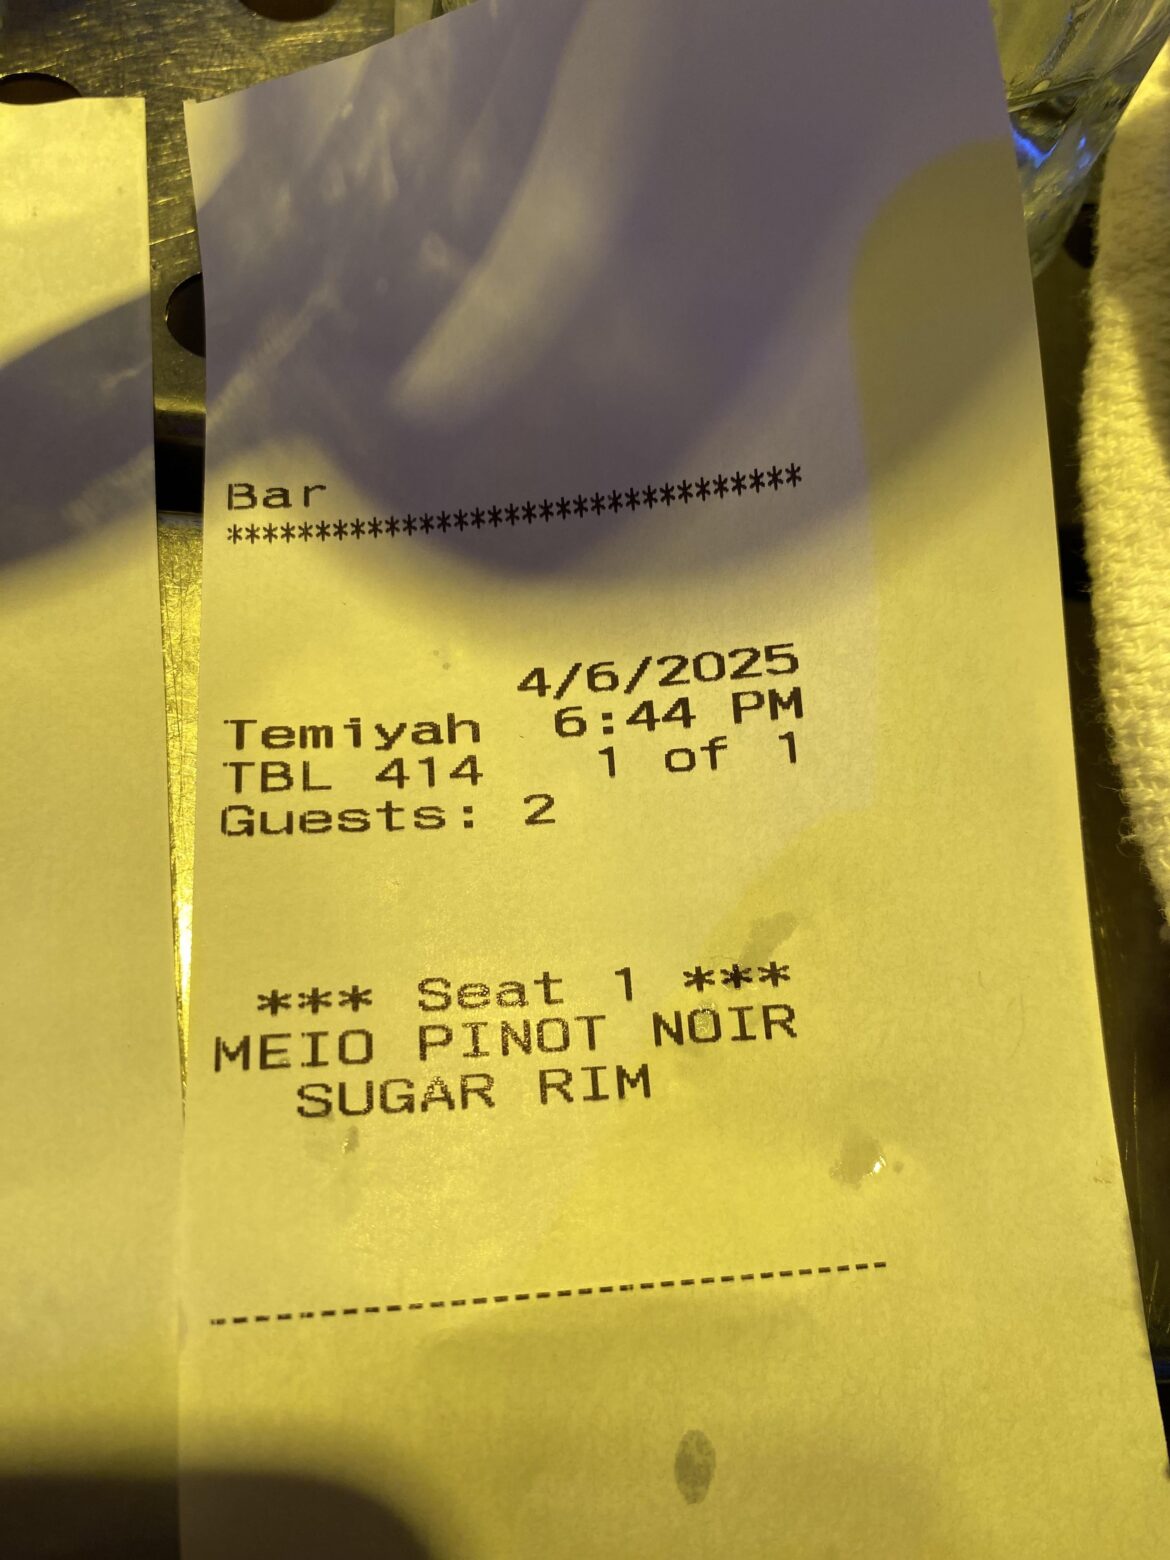 Bar
*********************************
4/6/2025
Temiyah 6:44 PM
TBL 414 1 of 1
Guests: 2
*** Seat 1 ***
MEIO PINOT NOIR
SUGAR RIM
---------------------------------------